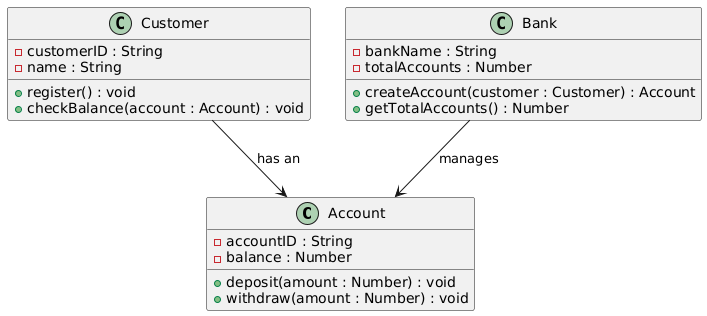 C Customer
customerID : String
name : String
register() : void
checkBalance(account : Account) : void
C Bank
bankName : String
totalAccounts : Number
createAccount(customer : Customer) : Account
getTotalAccounts() : Number
has an
manages
C Account
accountID : String
balance : Number
deposit(amount : Number) : void
withdraw(amount : Number) : void